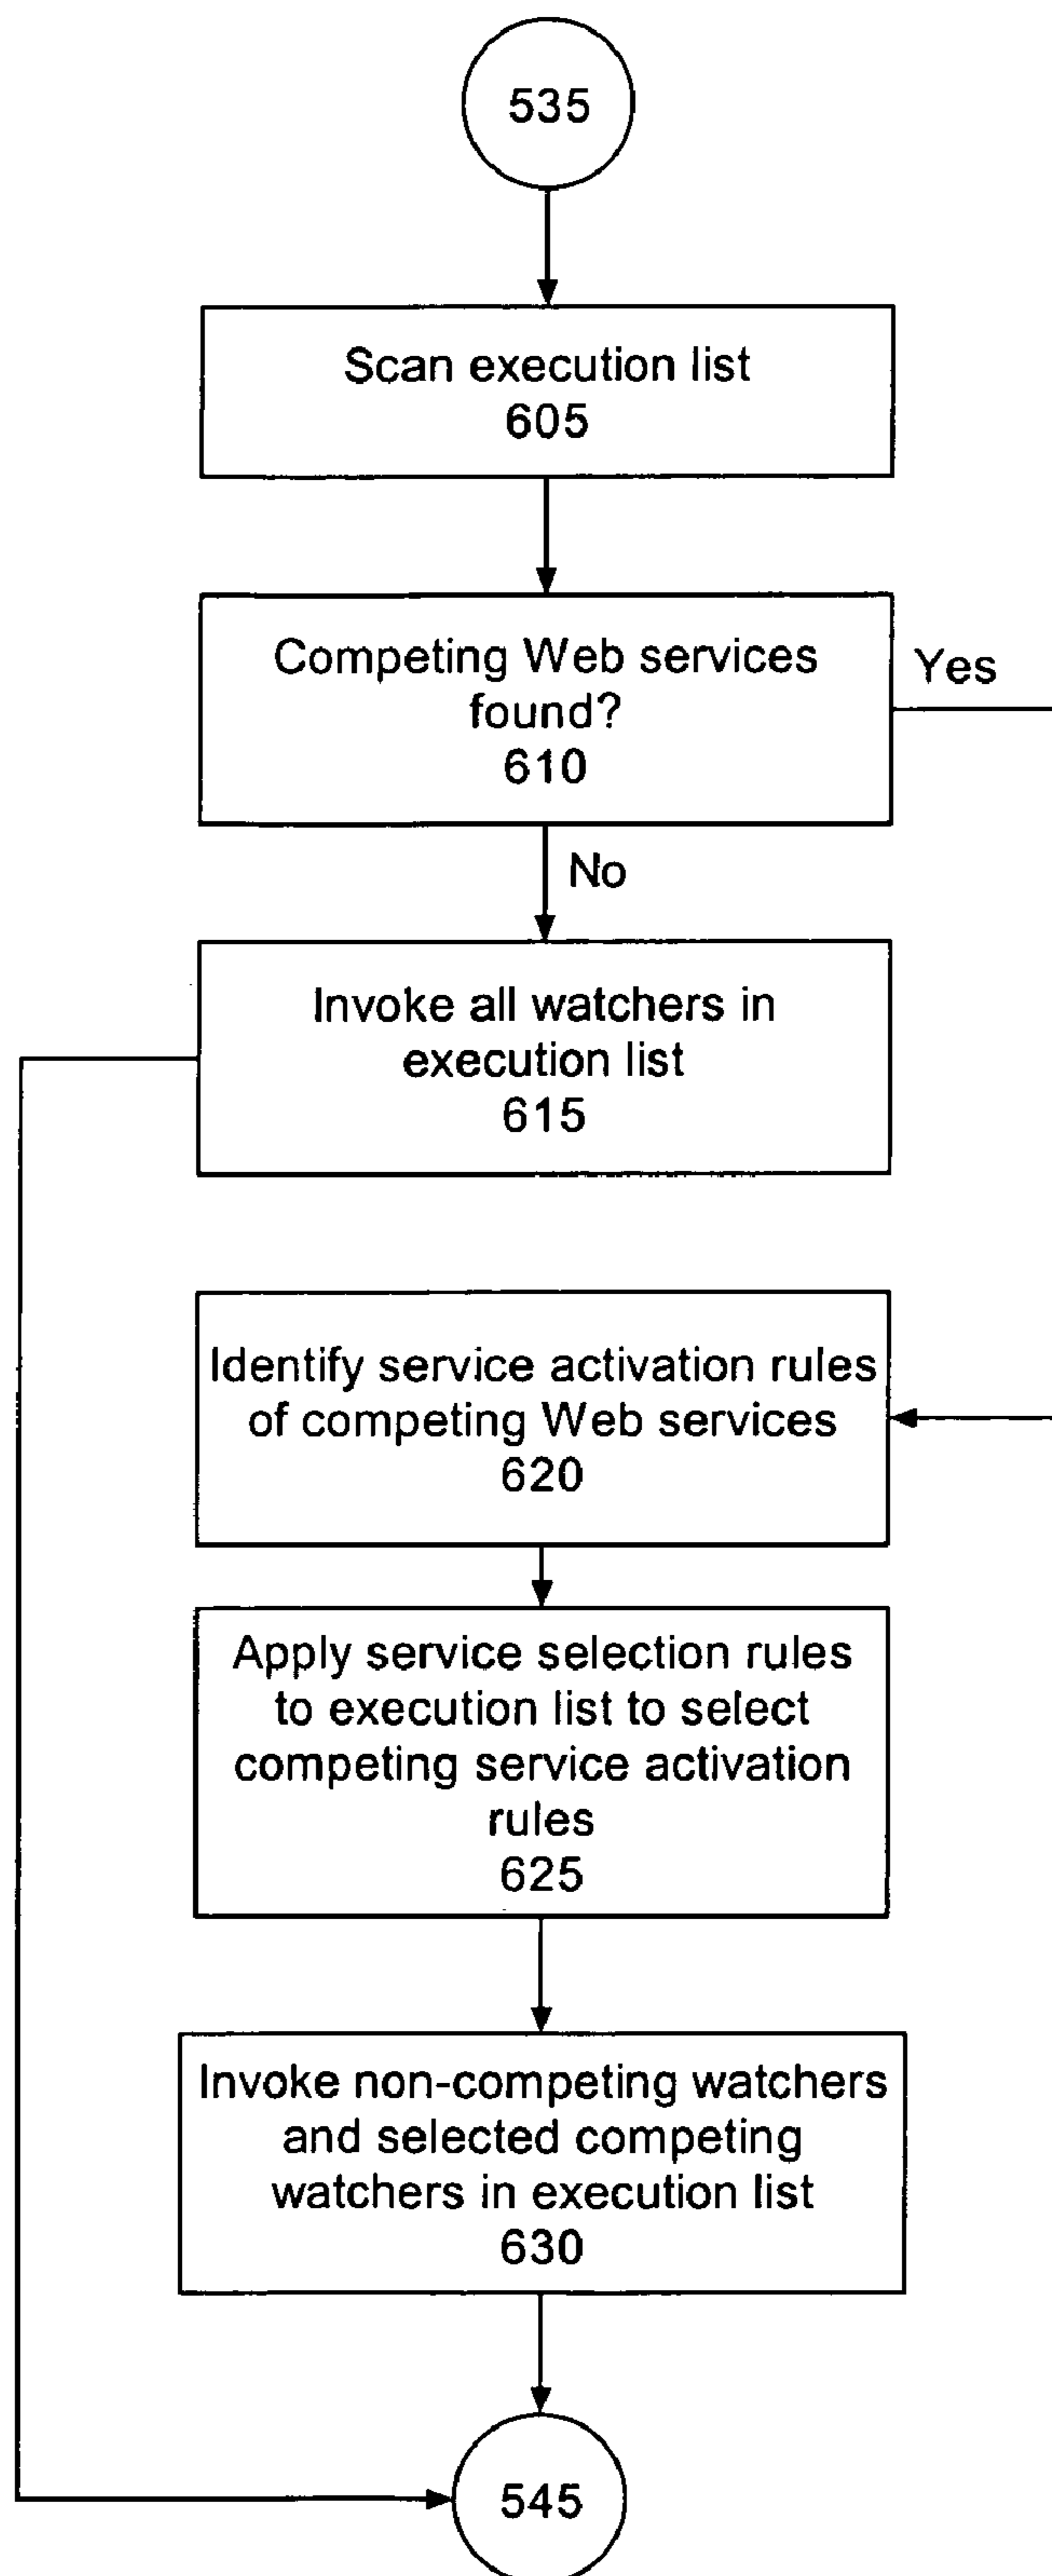 535
Scan execution list
605
Competing Web services
found?
610
Yes
No
Invoke all watchers in
execution list
615
Identify service activation rules
of competing Web services
620
Apply service selection rules
to execution list to select
competing service activation
rules
625
Invoke non-competing watchers
and selected competing
watchers in execution list
630
545